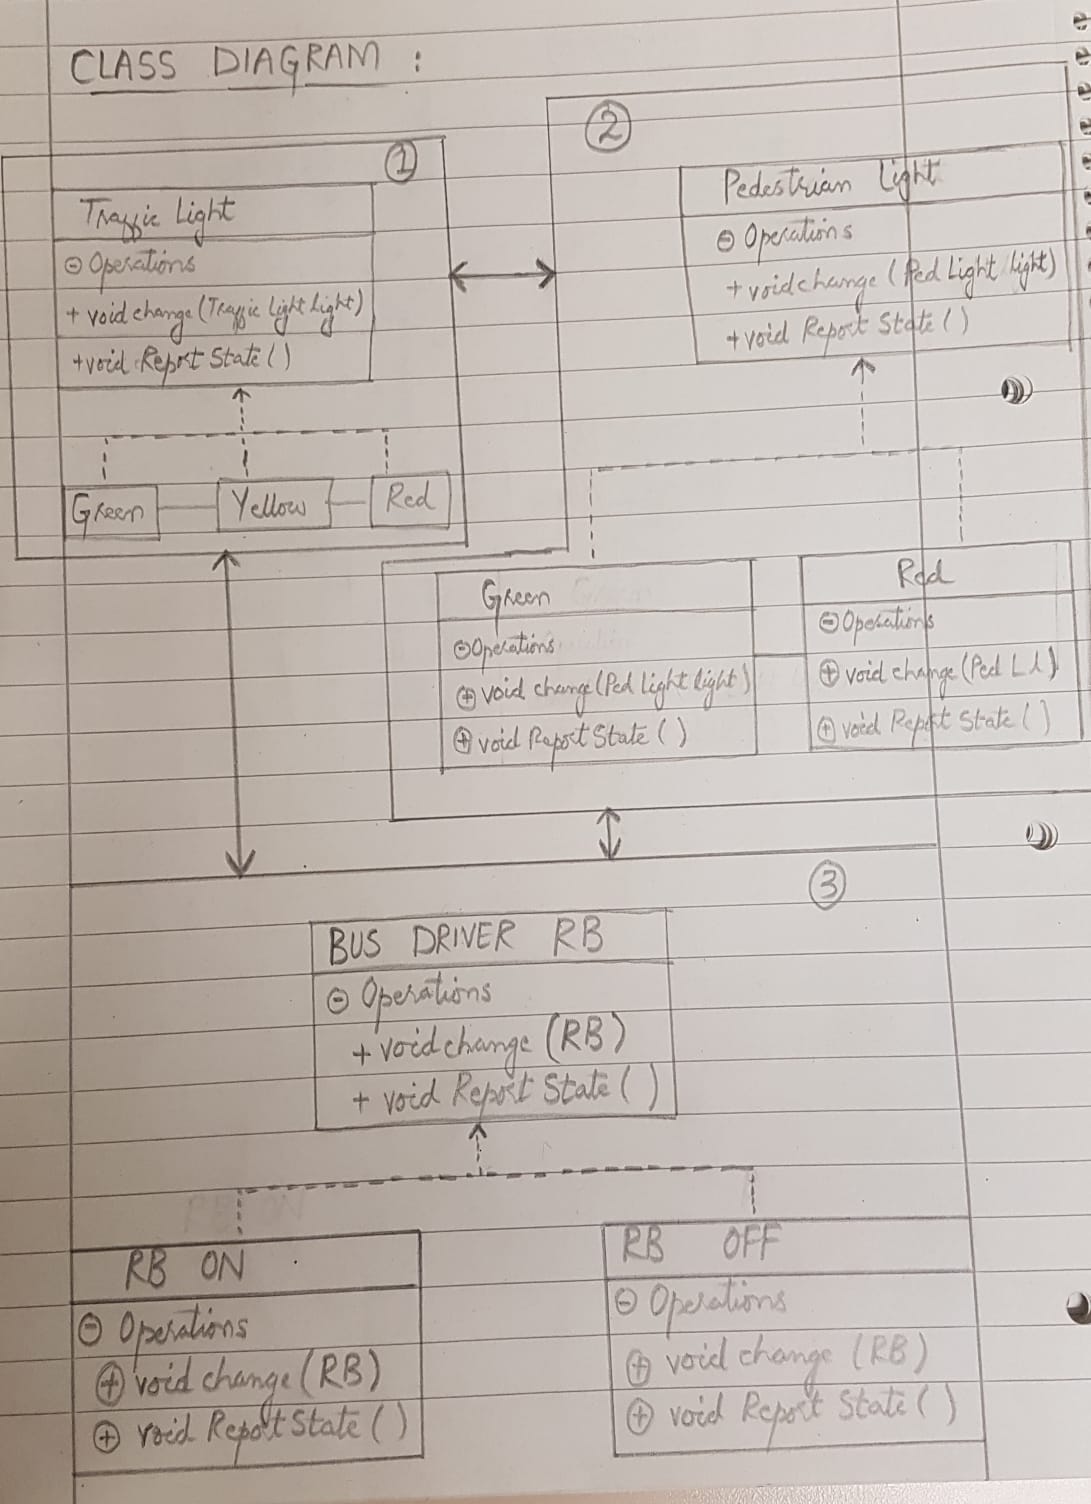 CLASS DIAGRAM :
①
Traffic Light
⊖ Operations
+ void change (Traffic Light Light)
+ void Report State ( )
Green
Yellow
Red
②
Pedestrian Light
⊖ Operations
+ void change (Ped Light Light)
+ void Report State ( )
Green
⊖ Operations
⊕ void change (Ped Light Light)
⊕ void Report State ( )
Red
⊖ Operations
⊕ void change (Ped L L)
⊕ void Report State ( )
③
BUS DRIVER RB
⊖ Operations
+ void change (RB)
+ void Report State ( )
RB ON
⊖ Operations
⊕ void change (RB)
⊕ void Report State ( )
RB OFF
⊖ Operations
⊕ void change (RB)
⊕ void Report State ( )